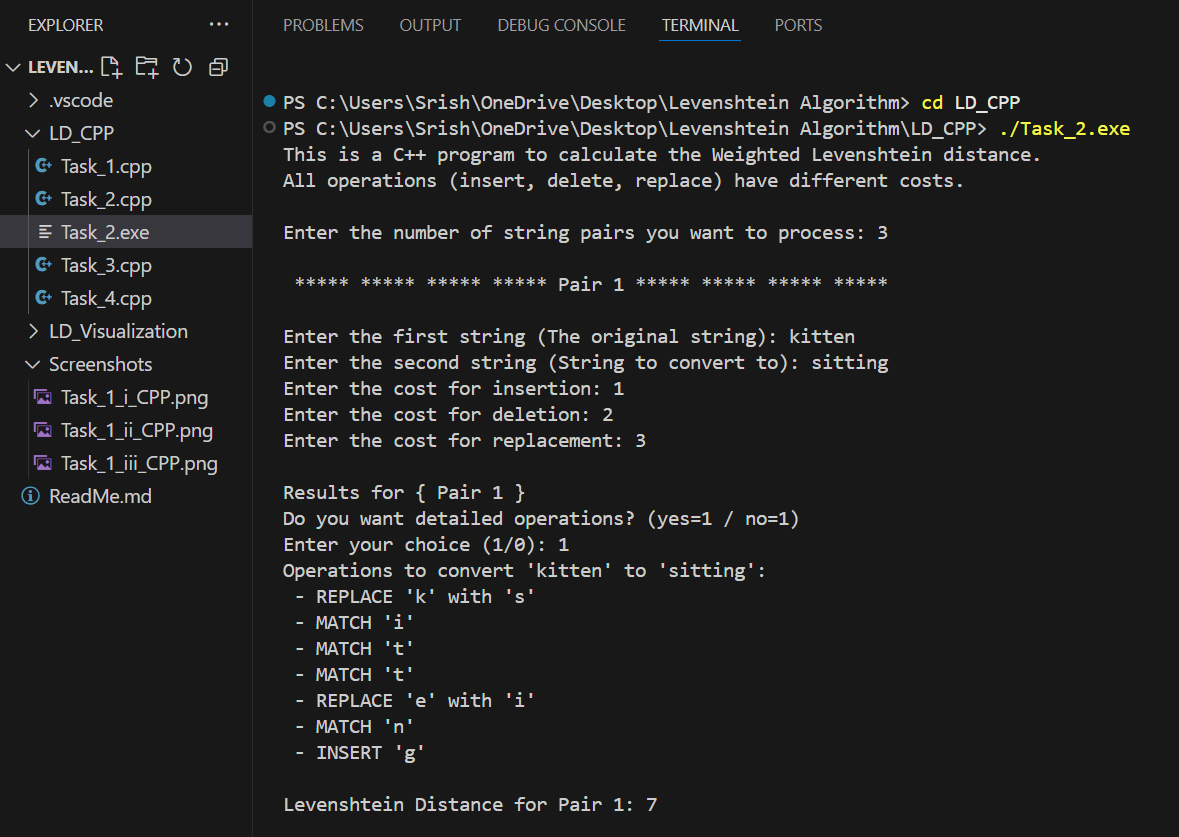 EXPLORER
LEVEN...
.vscode
LD_CPP
Task_1.cpp
Task_2.cpp
Task_2.exe
Task_3.cpp
Task_4.cpp
LD_Visualization
Screenshots
Task_1_i_CPP.png
Task_1_ii_CPP.png
Task_1_iii_CPP.png
ReadMe.md
PROBLEMS OUTPUT DEBUG CONSOLE TERMINAL PORTS
PS C:\Users\Srish\OneDrive\Desktop\Levenshtein Algorithm> cd LD_CPP
PS C:\Users\Srish\OneDrive\Desktop\Levenshtein Algorithm\LD_CPP> ./Task_2.exe
This is a C++ program to calculate the Weighted Levenshtein distance.
All operations (insert, delete, replace) have different costs.
Enter the number of string pairs you want to process: 3
***** ***** ***** ***** Pair 1 ***** ***** ***** *****
Enter the first string (The original string): kitten
Enter the second string (String to convert to): sitting
Enter the cost for insertion: 1
Enter the cost for deletion: 2
Enter the cost for replacement: 3
Results for { Pair 1 }
Do you want detailed operations? (yes=1 / no=1)
Enter your choice (1/0): 1
Operations to convert 'kitten' to 'sitting':
- REPLACE 'k' with 's'
- MATCH 'i'
- MATCH 't'
- MATCH 't'
- REPLACE 'e' with 'i'
- MATCH 'n'
- INSERT 'g'
Levenshtein Distance for Pair 1: 7